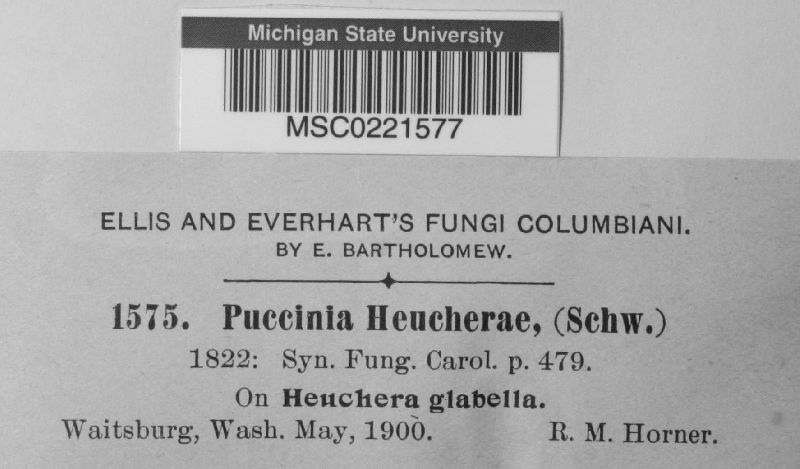 Michigan State University
MSC0221577
ELLIS AND EVERHART'S FUNGI COLUMBIANI.
BY E. BARTHOLOMEW.
1575. Puccinia Heucherae, (Schw.)
1822: Syn. Fung. Carol. p. 479.
On Heuchera glabella.
Waitsburg, Wash. May, 1900. R. M. Horner.